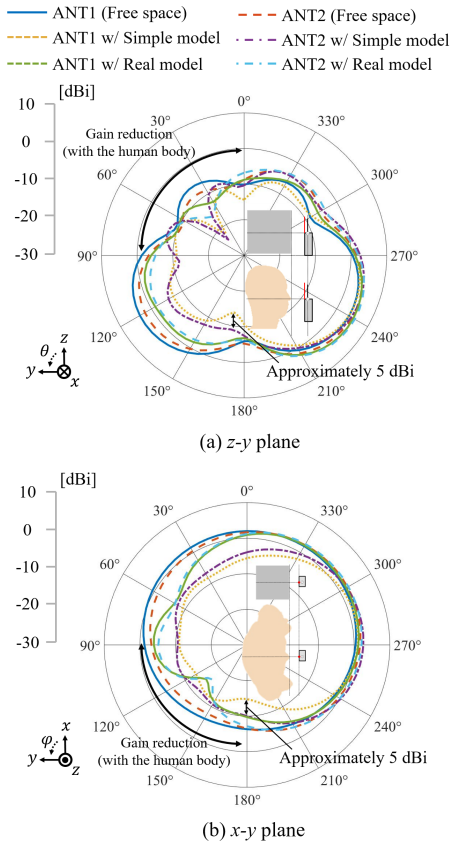 ANT1 (Free space)
ANT2 (Free space)
ANT1 w/ Simple model
ANT2 w/ Simple model
ANT1 w/ Real model
ANT2 w/ Real model
[dBi]
10
0
-10
-20
-30
0°
30°
330°
Gain reduction
(with the human body)
60°
300°
90°
270°
120°
240°
150°
210°
180°
Approximately 5 dBi
θ
z
y
x
(a) z-y plane
[dBi]
10
0
-10
-20
-30
0°
30°
330°
60°
300°
90°
270°
120°
240°
150°
210°
180°
Gain reduction
(with the human body)
Approximately 5 dBi
φ
x
y
z
(b) x-y plane